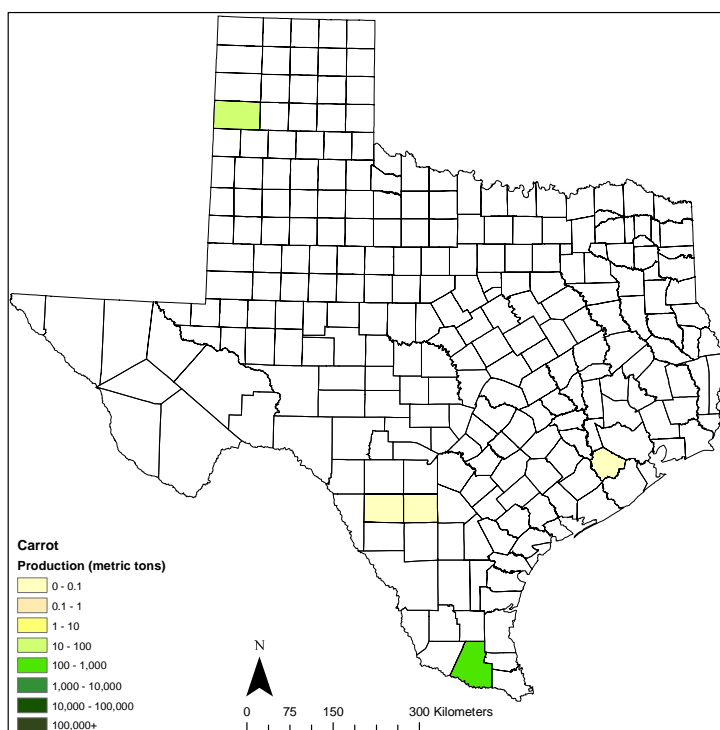 Carrot
Production (metric tons)
0 - 0.1
0.1 - 1
1 - 10
10 - 100
100 - 1,000
1,000 - 10,000
10,000 - 100,000
100,000+
N
0 75 150 300 Kilometers